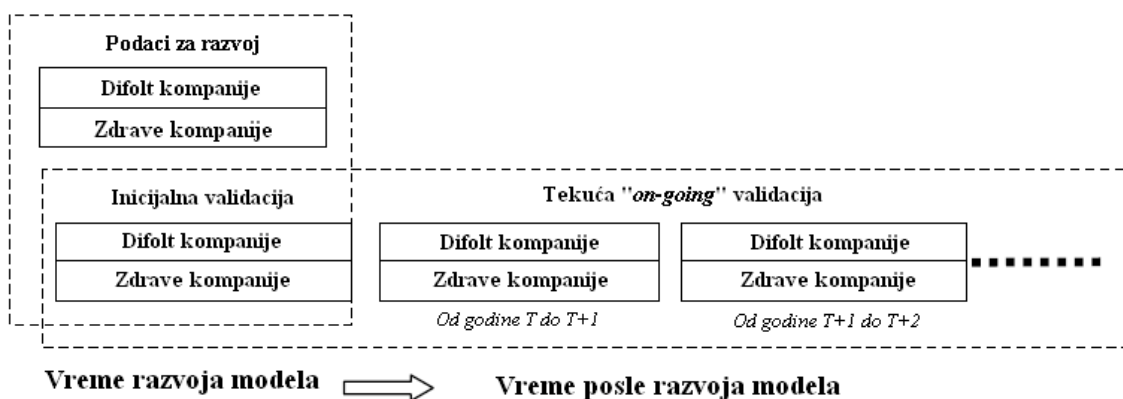 Podaci za razvoj
Difolt kompanije
Zdrave kompanije
Inicijalna validacija
Difolt kompanije
Zdrave kompanije
Tekuća "on-going" validacija
Difolt kompanije
Zdrave kompanije
Od godine T do T+1
Difolt kompanije
Zdrave kompanije
Od godine T+1 do T+2
Vreme razvoja modela
Vreme posle razvoja modela